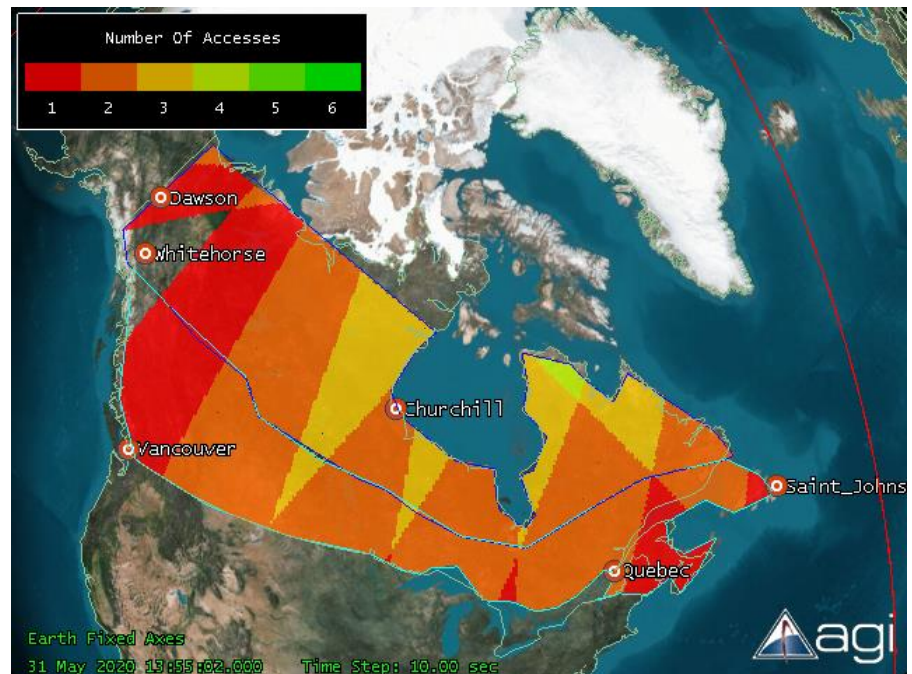 Number Of Accesses
1 2 3 4 5 6
Dawson
Whitehorse
Churchill
Vancouver
Saint_Johns
Quebec
Earth Fixed Axes
agi
31 May 2020 13:55:02.000 Time Step: 10.00 sec